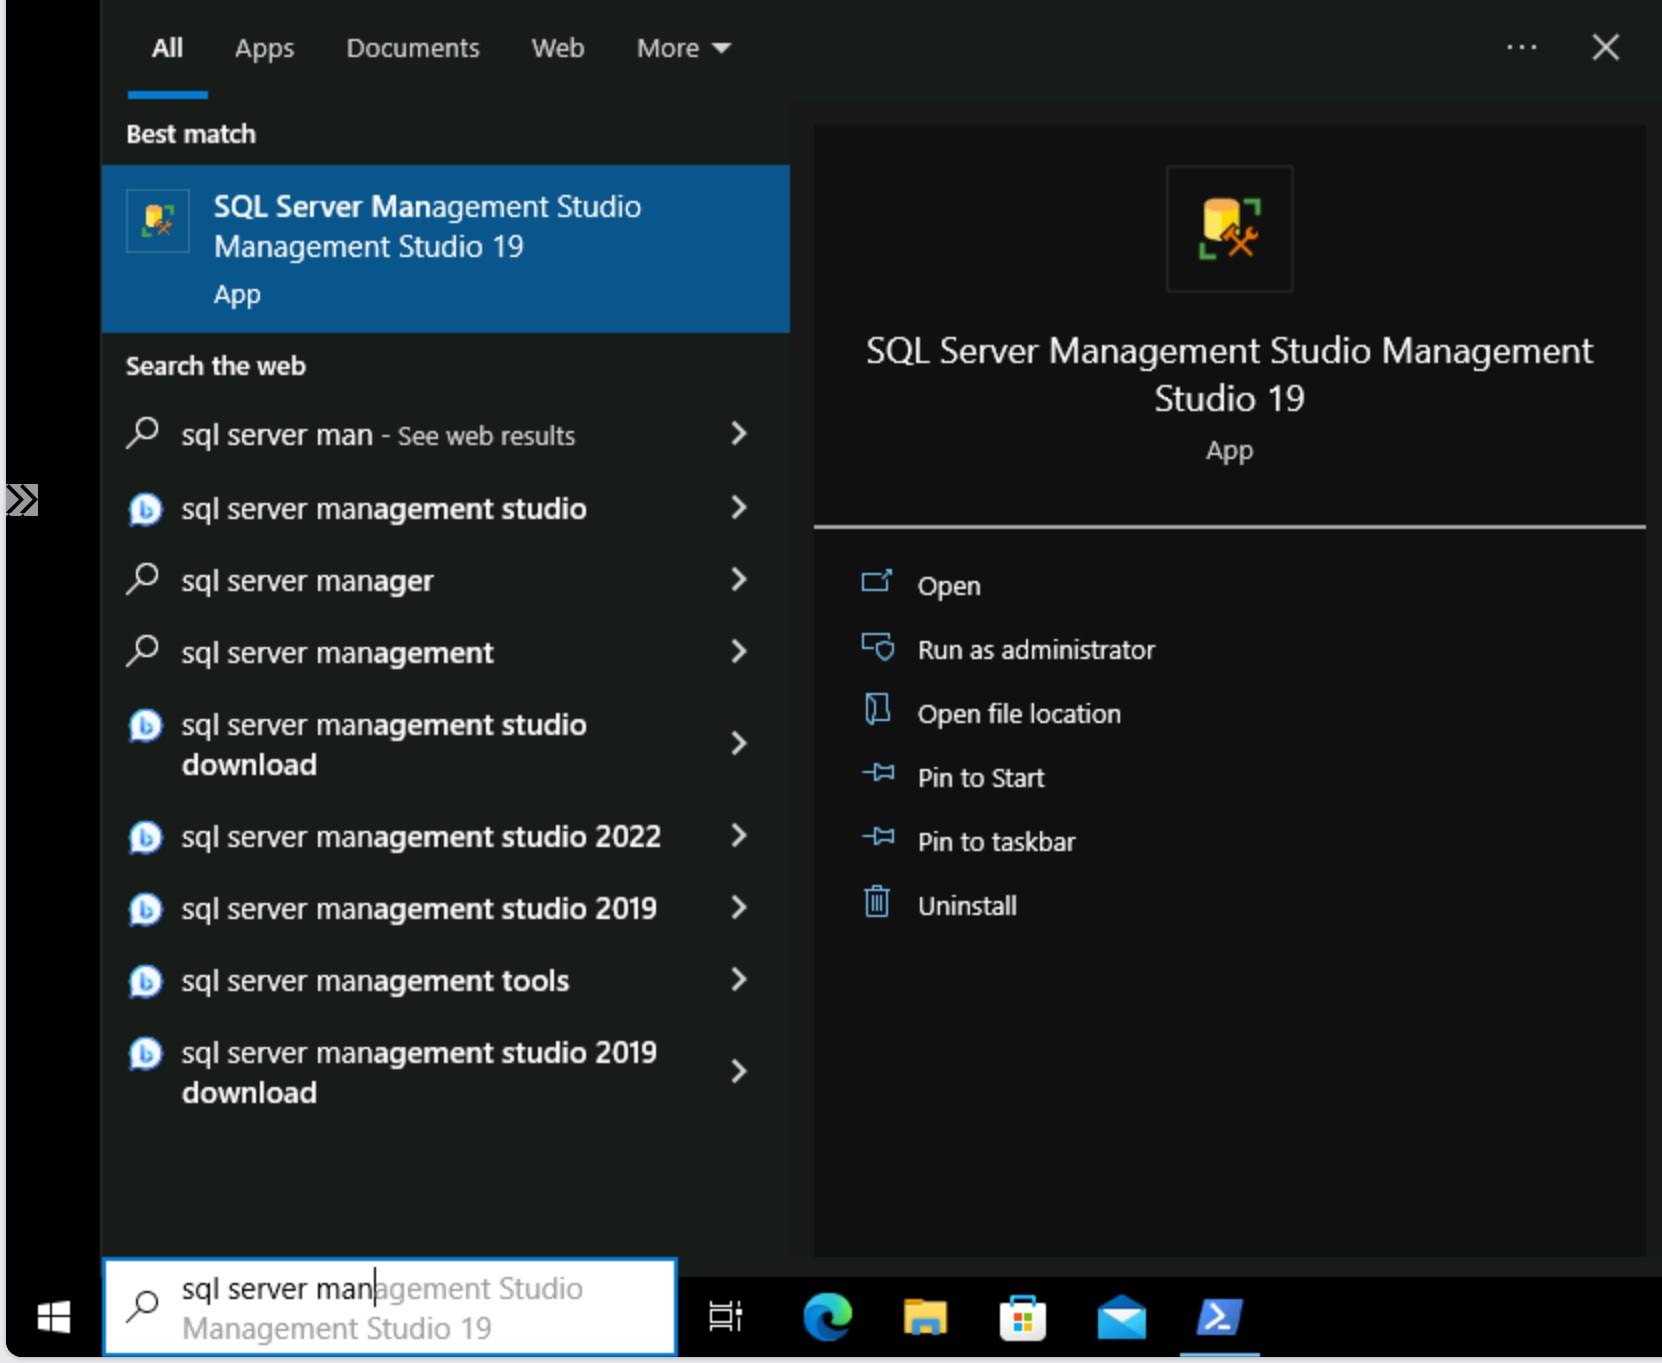 All Apps Documents Web More
Best match
SQL Server Management Studio
Management Studio 19
App
Search the web
sql server man - See web results
sql server management studio
sql server manager
sql server management
sql server management studio
download
sql server management studio 2022
sql server management studio 2019
sql server management tools
sql server management studio 2019
download
SQL Server Management Studio Management
Studio 19
App
Open
Run as administrator
Open file location
Pin to Start
Pin to taskbar
Uninstall
sql server management Studio
Management Studio 19